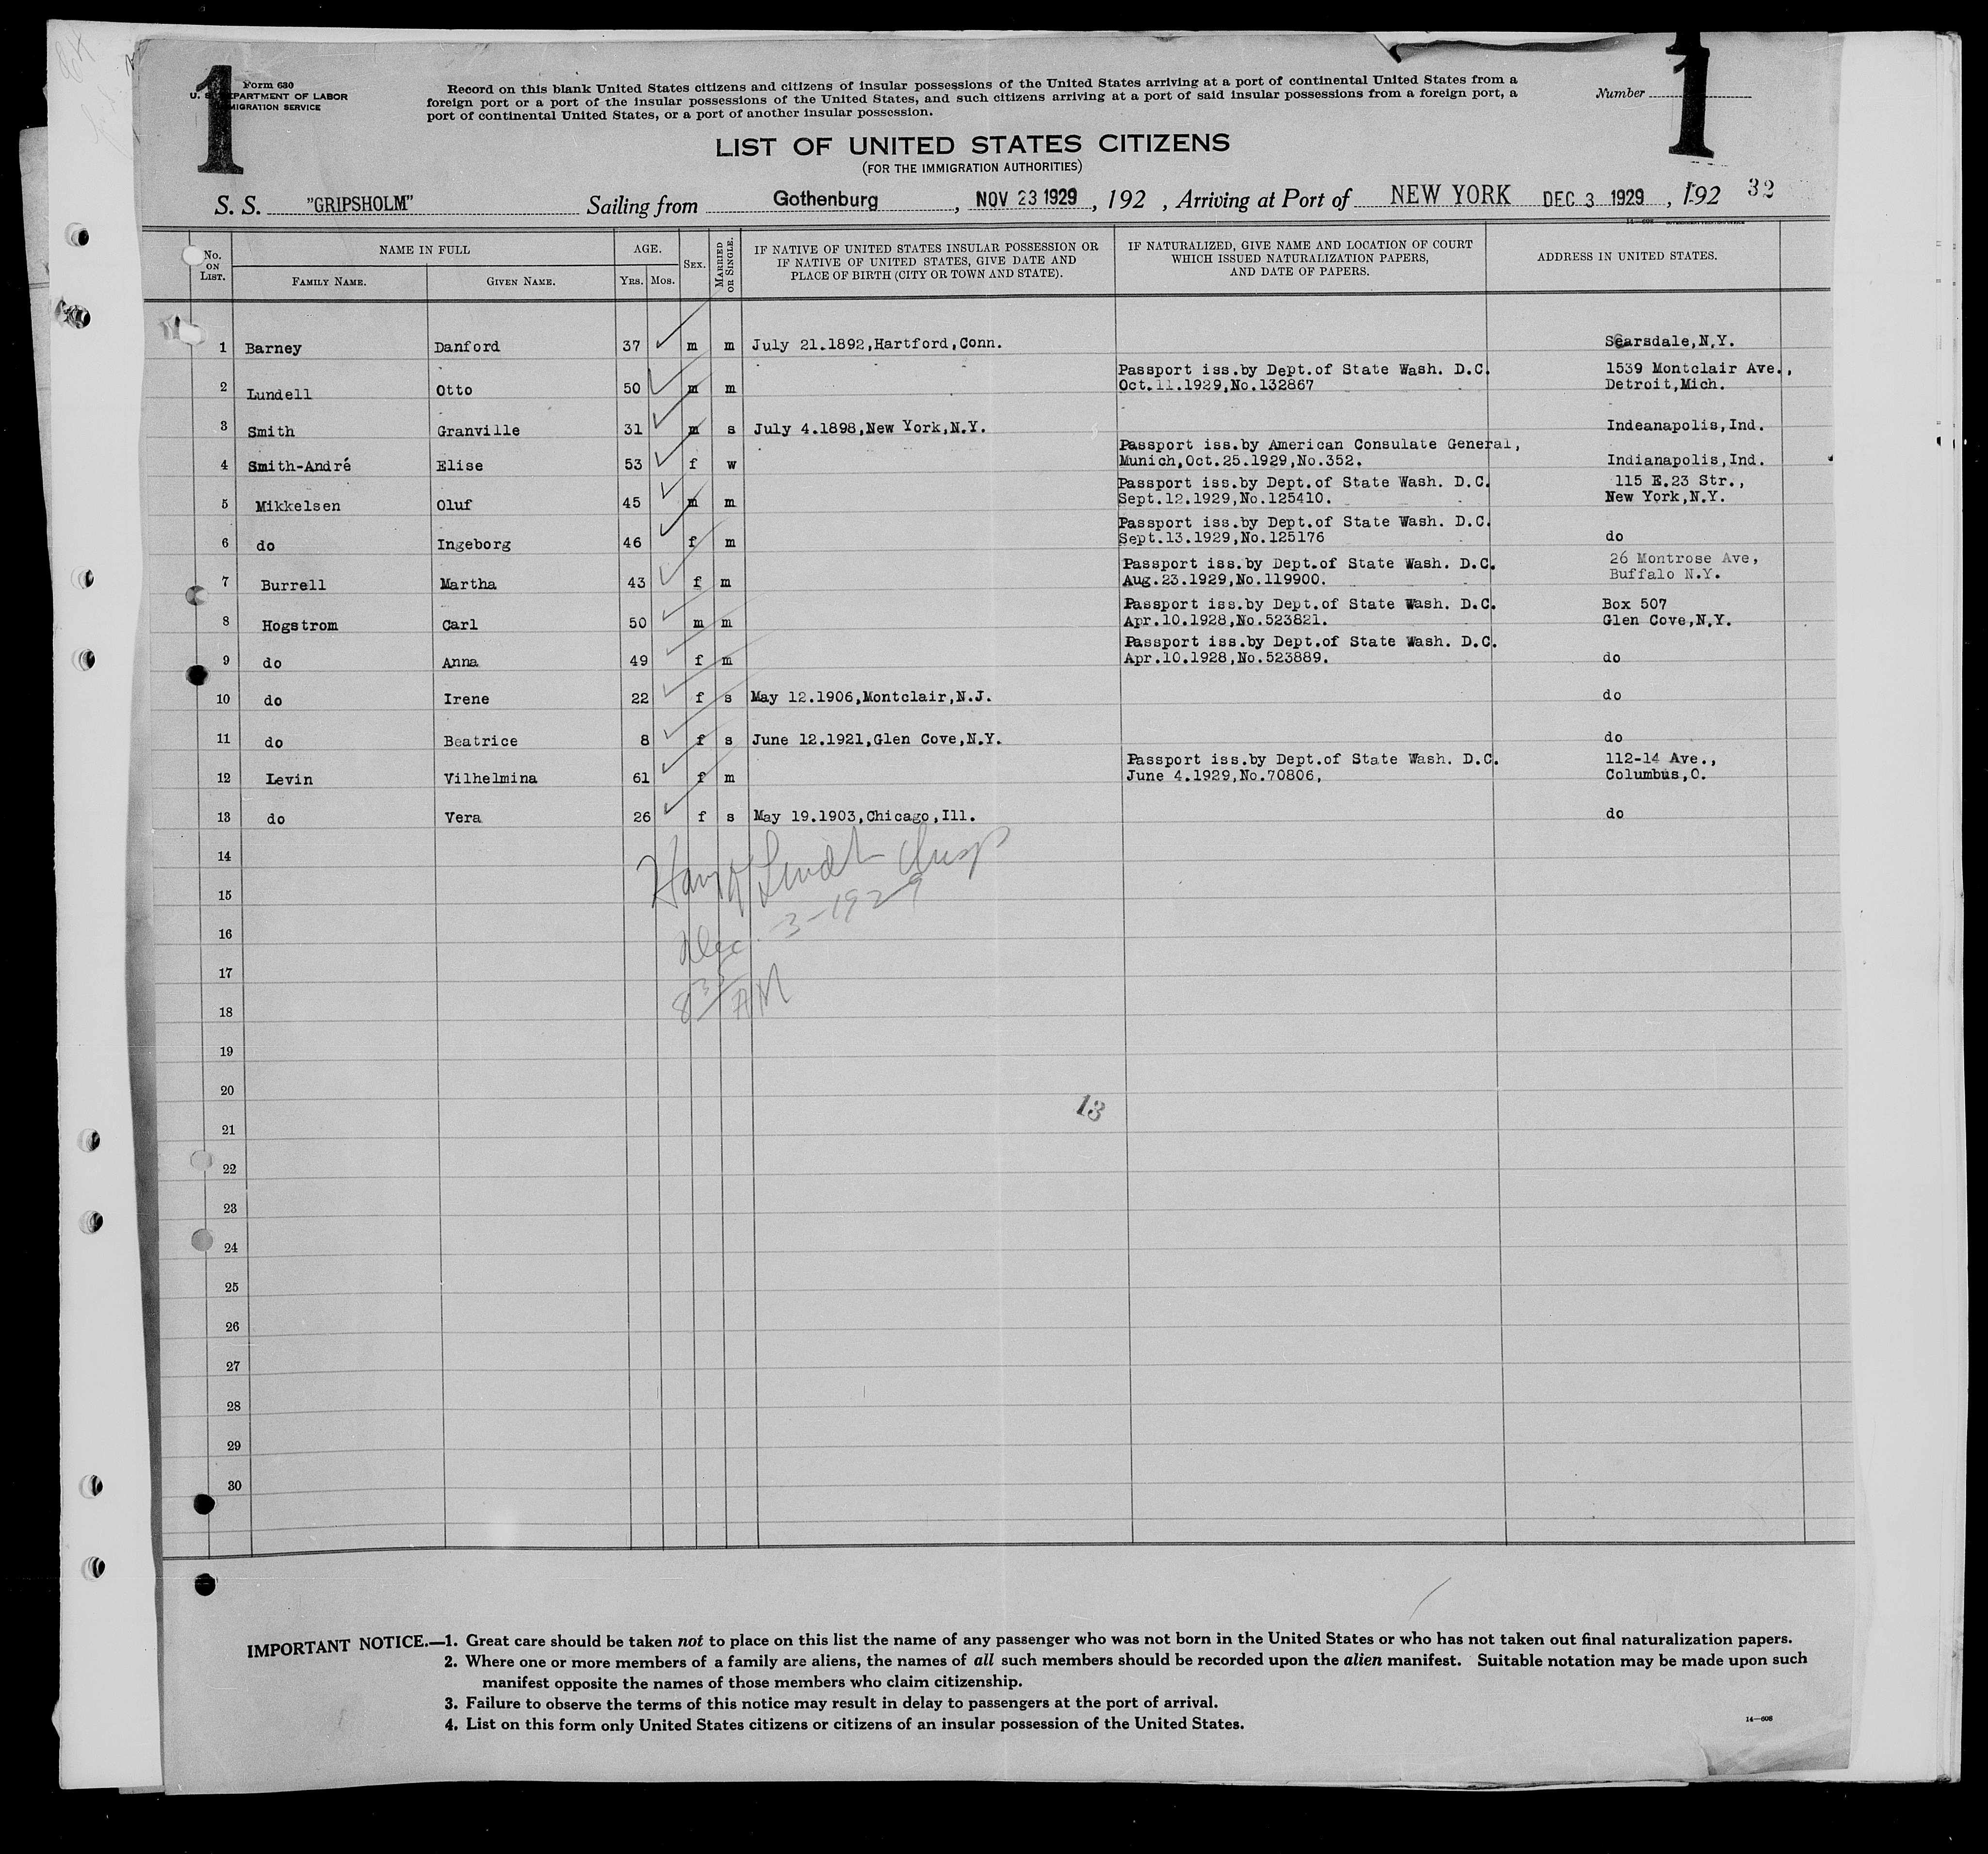 1
Form 630
U. S. DEPARTMENT OF LABOR
IMMIGRATION SERVICE
Record on this blank United States citizens and citizens of insular possessions of the United States arriving at a port of continental United States from a
foreign port or a port of the insular possessions of the United States, and such citizens arriving at a port of said insular possessions from a foreign port, a
port of continental United States, or a port of another insular possession.
Number
1
LIST OF UNITED STATES CITIZENS
(FOR THE IMMIGRATION AUTHORITIES)
S. S. "GRIPSHOLM" Sailing from Gothenburg, NOV 23 1929, 192 , Arriving at Port of NEW YORK DEC 3 1929, 192 32
No. ON LIST. NAME IN FULL FAMILY NAME. GIVEN NAME. AGE. YRS. MOS. SEX. MARRIED OR SINGLE. IF NATIVE OF UNITED STATES INSULAR POSSESSION OR IF NATIVE OF UNITED STATES, GIVE DATE AND PLACE OF BIRTH (CITY OR TOWN AND STATE). IF NATURALIZED, GIVE NAME AND LOCATION OF COURT WHICH ISSUED NATURALIZATION PAPERS, AND DATE OF PAPERS. ADDRESS IN UNITED STATES.
1 Barney Danford 37 m m July 21.1892,Hartford,Conn. Scarsdale,N.Y.
2 Lundell Otto 50 m m Passport iss.by Dept.of State Wash. D.C. Oct.11.1929,No.132867 1539 Montclair Ave., Detroit,Mich.
3 Smith Granville 31 m s July 4.1898,New York,N.Y. Indeanapolis,Ind.
4 Smith-André Elise 53 f w Passport iss.by American Consulate General, Munich,Oct.25.1929,No.352. Indianapolis,Ind.
5 Mikkelsen Oluf 45 m m Passport iss.by Dept.of State Wash. D.C. Sept.12.1929,No.125410. 115 E.23 Str., New York,N.Y.
6 do Ingeborg 46 f m Passport iss.by Dept.of State Wash. D.C. Sept.13.1929,No.125176 do
7 Burrell Martha 43 f m Passport iss.by Dept.of State Wash. D.C. Aug.23.1929,No.119900. 26 Montrose Ave, Buffalo N.Y.
8 Hogstrom Carl 50 m m Passport iss.by Dept.of State Wash. D.C. Apr.10.1928,No.523821. Box 507 Glen Cove,N.Y.
9 do Anna 49 f m Passport iss.by Dept.of State Wash. D.C. Apr.10.1928,No.523889. do
10 do Irene 22 f s May 12.1906,Montclair,N.J. do
11 do Beatrice 8 f s June 12.1921,Glen Cove,N.Y. do
12 Levin Vilhelmina 61 f m Passport iss.by Dept.of State Wash. D.C. June 4.1929,No.70806, 112-14 Ave., Columbus,O.
13 do Vera 26 f s May 19.1903,Chicago,Ill. do
14
15
Dec. 3-1929
16
17
AM
18
19
20
13
21
22
23
24
25
26
27
28
29
30
IMPORTANT NOTICE.—1. Great care should be taken not to place on this list the name of any passenger who was not born in the United States or who has not taken out final naturalization papers.
2. Where one or more members of a family are aliens, the names of all such members should be recorded upon the alien manifest. Suitable notation may be made upon such
manifest opposite the names of those members who claim citizenship.
3. Failure to observe the terms of this notice may result in delay to passengers at the port of arrival.
4. List on this form only United States citizens or citizens of an insular possession of the United States.
14—608